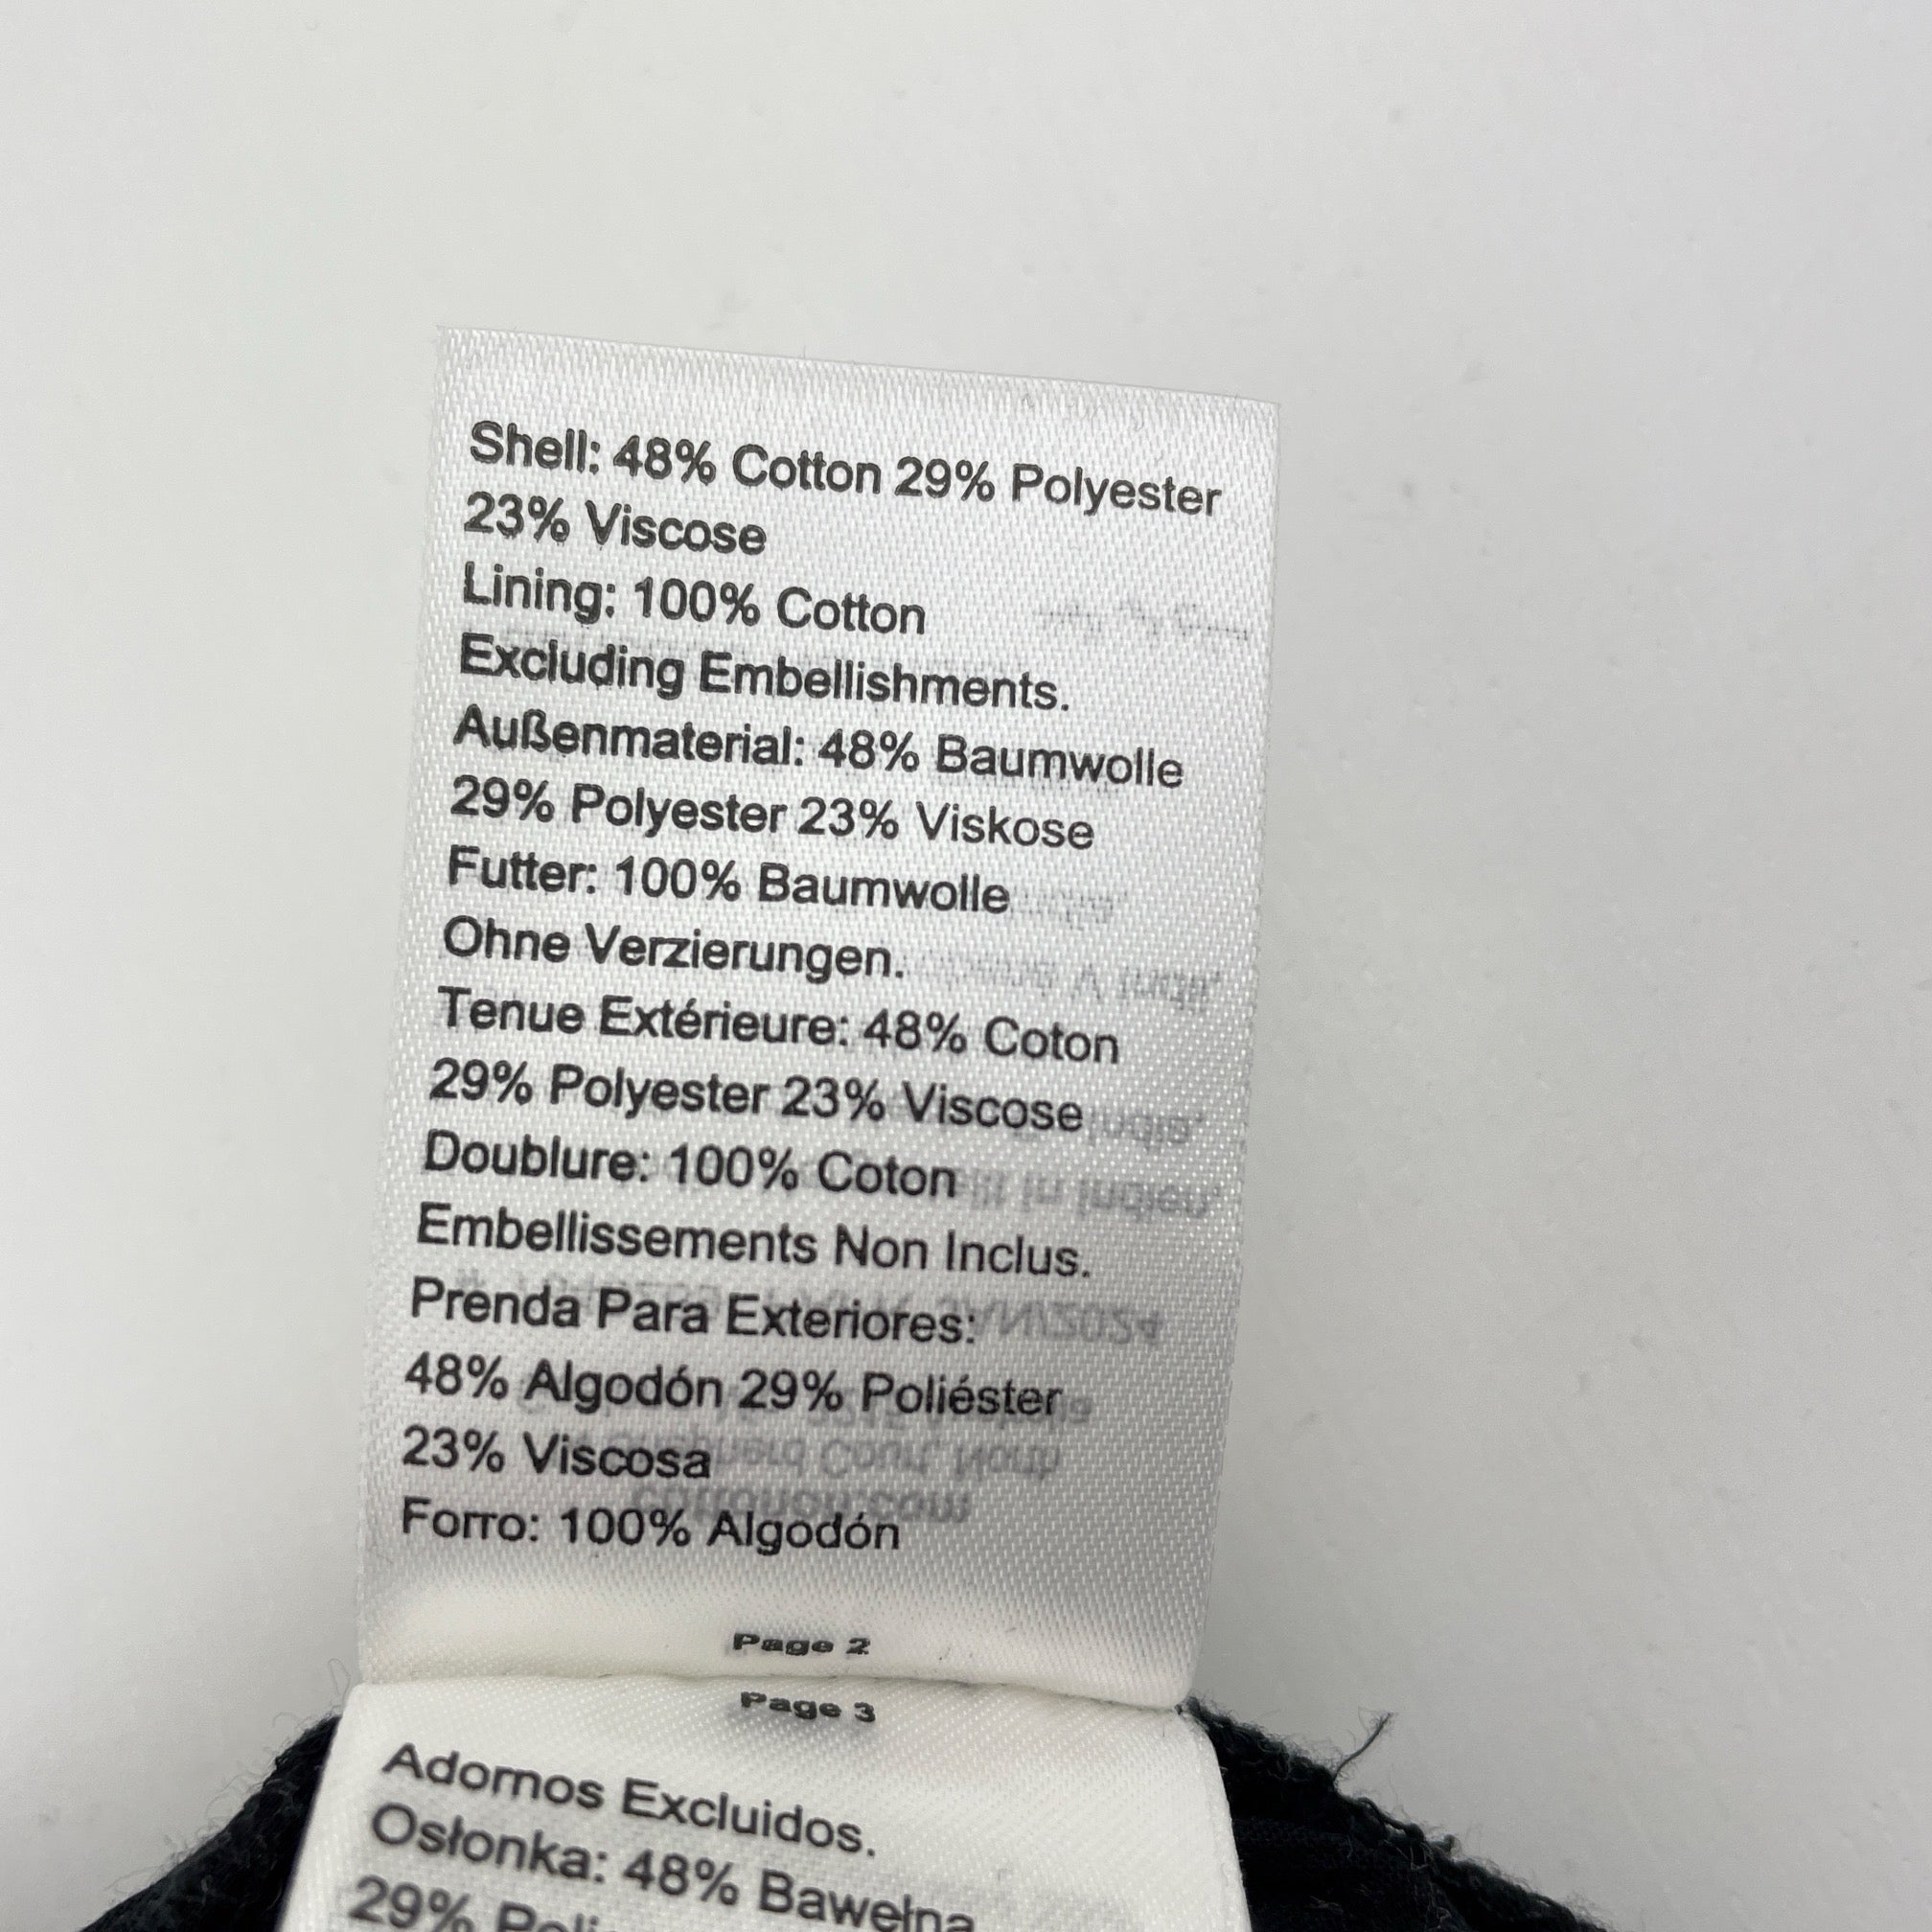 Shell: 48% Cotton 29% Polyester
23% Viscose
Lining: 100% Cotton
Excluding Embellishments.
Außenmaterial: 48% Baumwolle
29% Polyester 23% Viskose
Futter: 100% Baumwolle
Ohne Verzierungen.
Tenue Extérieure: 48% Coton
29% Polyester 23% Viscose
Doublure: 100% Coton
Embellissements Non Inclus.
Prenda Para Exteriores:
48% Algodón 29% Poliéster
23% Viscosa
Forro: 100% Algodón
Page 2
Page 3
Adornos Excluidos.
Osłonka: 48% Bawełna
29%